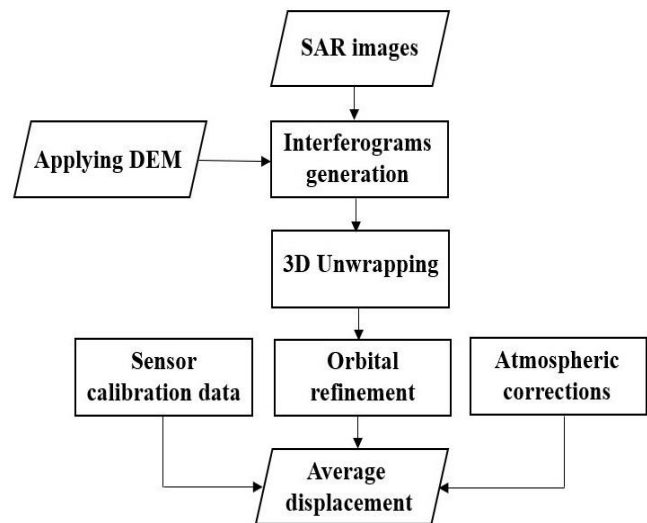 SAR images
Applying DEM
Interferograms
generation
3D Unwrapping
Sensor
calibration data
Orbital
refinement
Atmospheric
corrections
Average
displacement